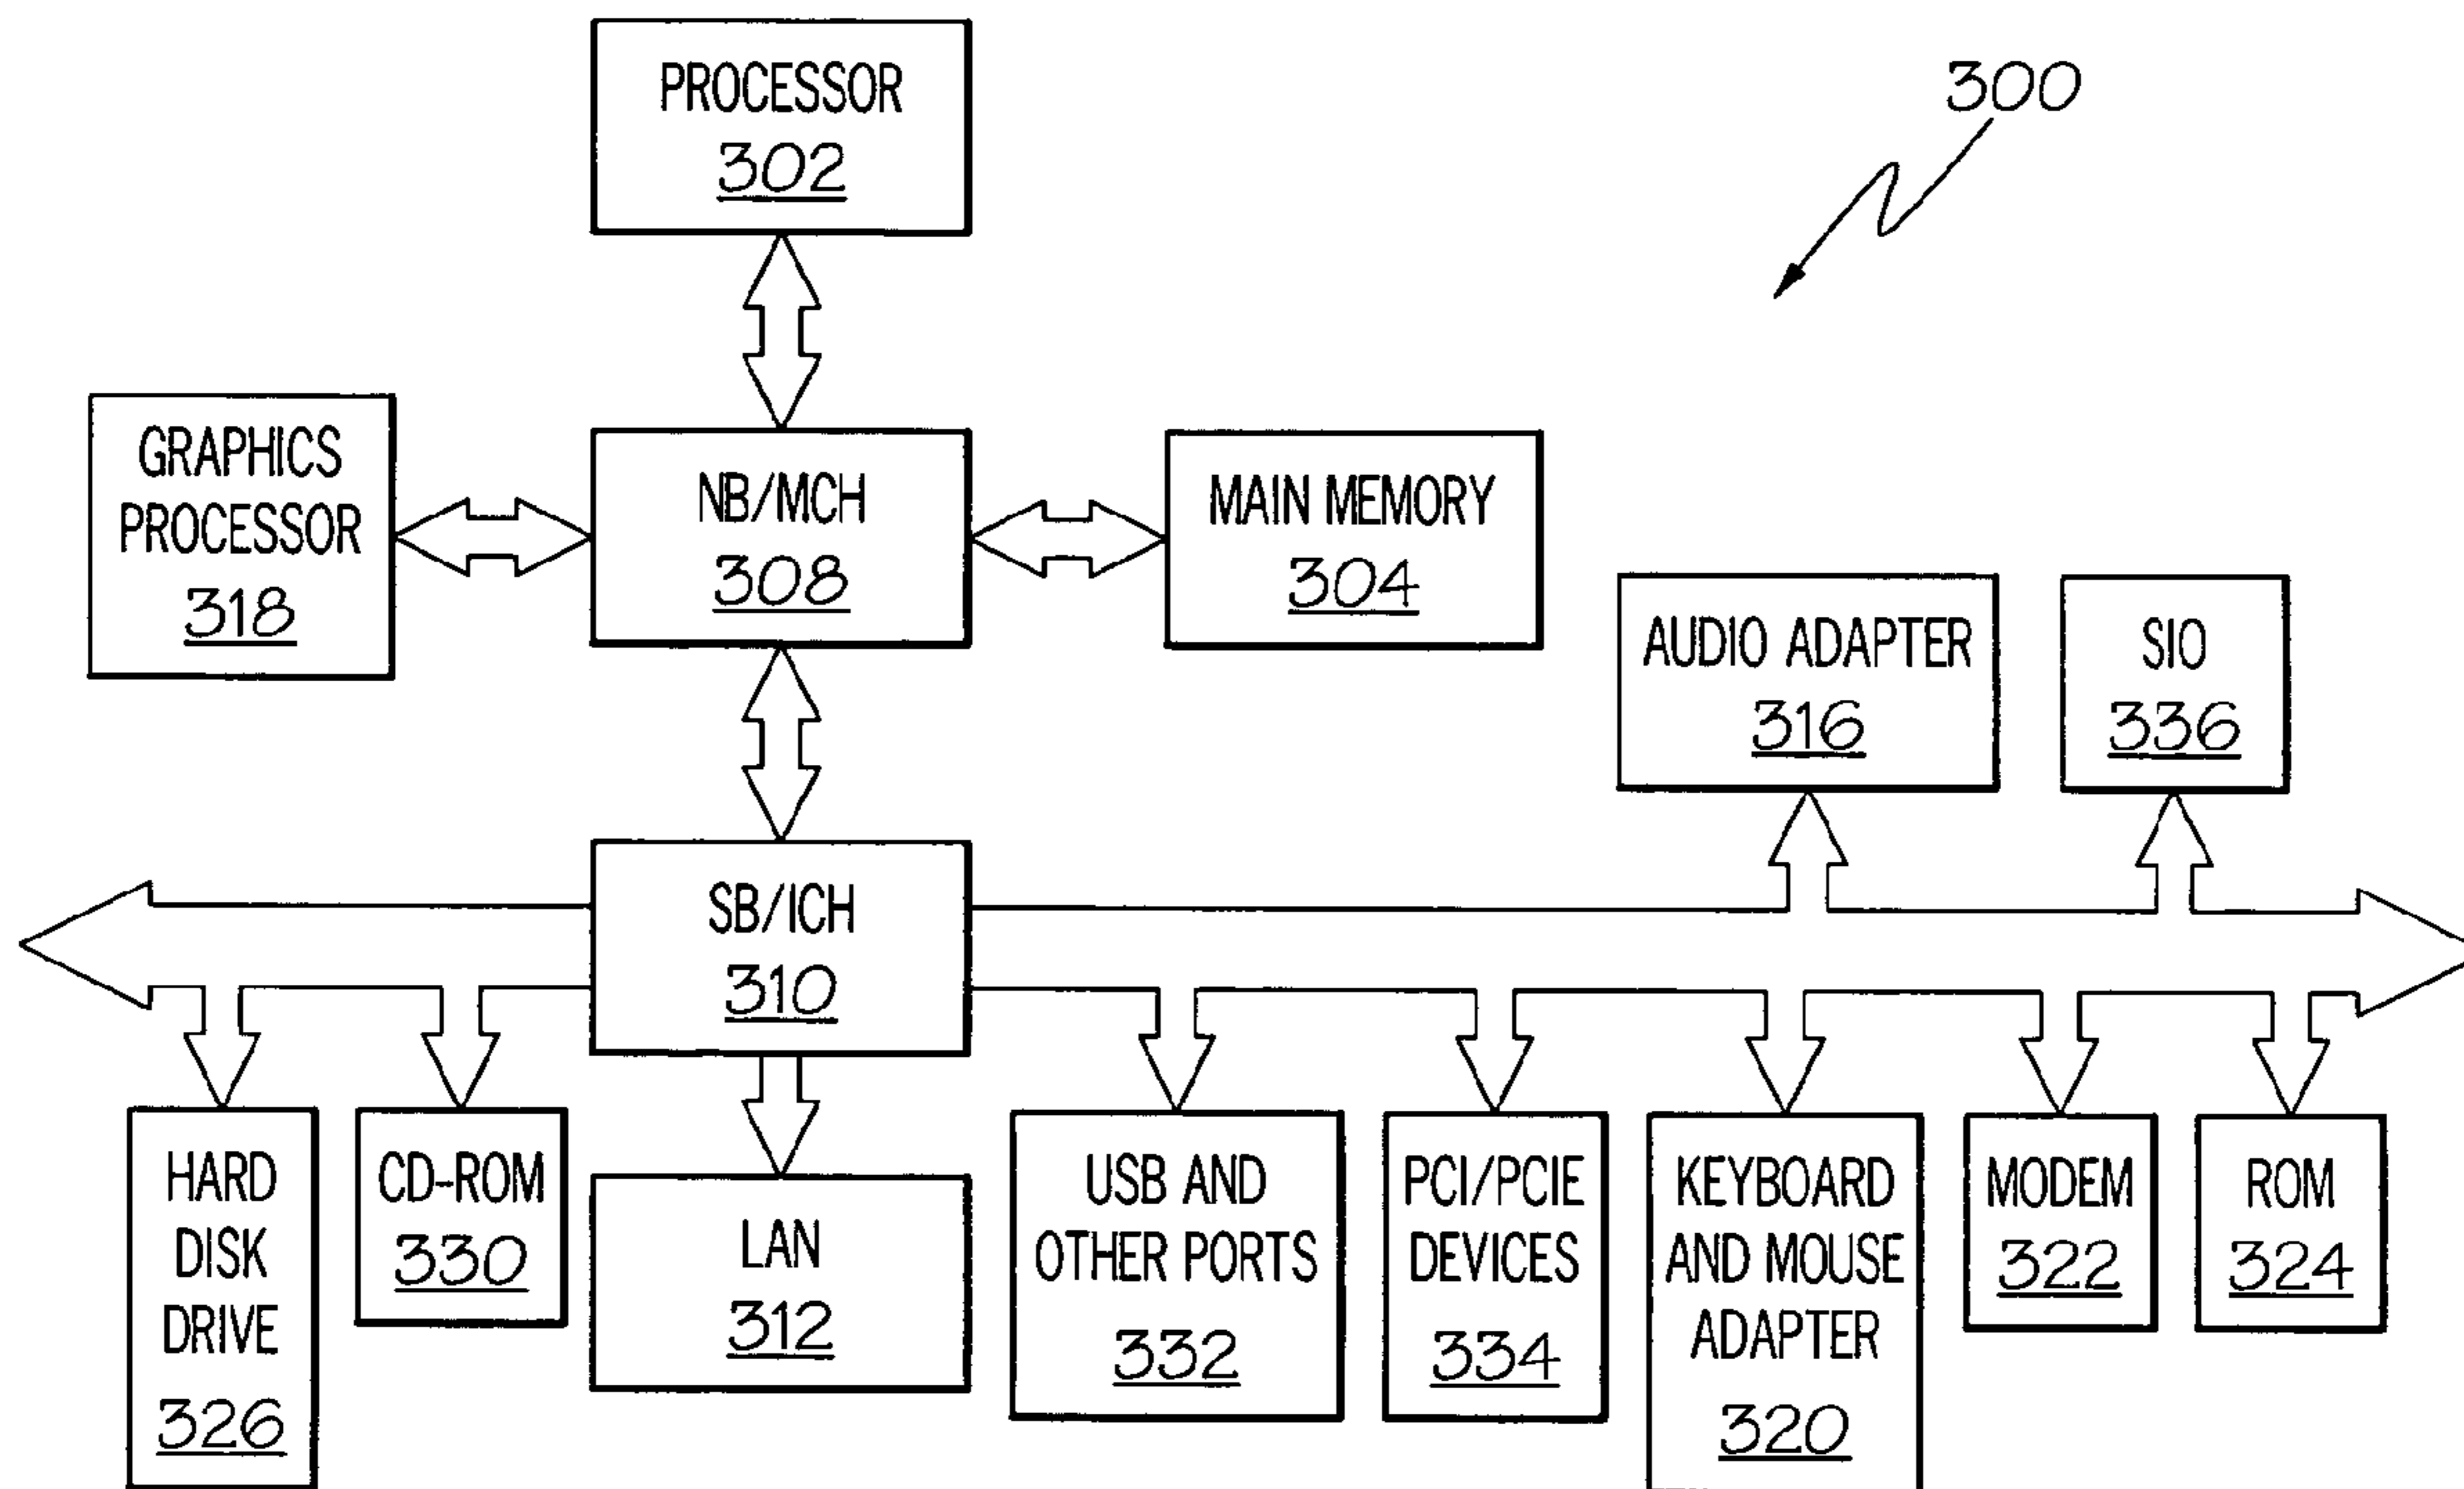 PROCESSOR
302
300
GRAPHICS
PROCESSOR
318
NB/MCH
308
MAIN MEMORY
304
AUDIO ADAPTER
316
SIO
336
SB/ICH
310
HARD
DISK
DRIVE
326
CD-ROM
330
LAN
312
USB AND
OTHER PORTS
332
PCI/PCIE
DEVICES
334
KEYBOARD
AND MOUSE
ADAPTER
320
MODEM
322
ROM
324